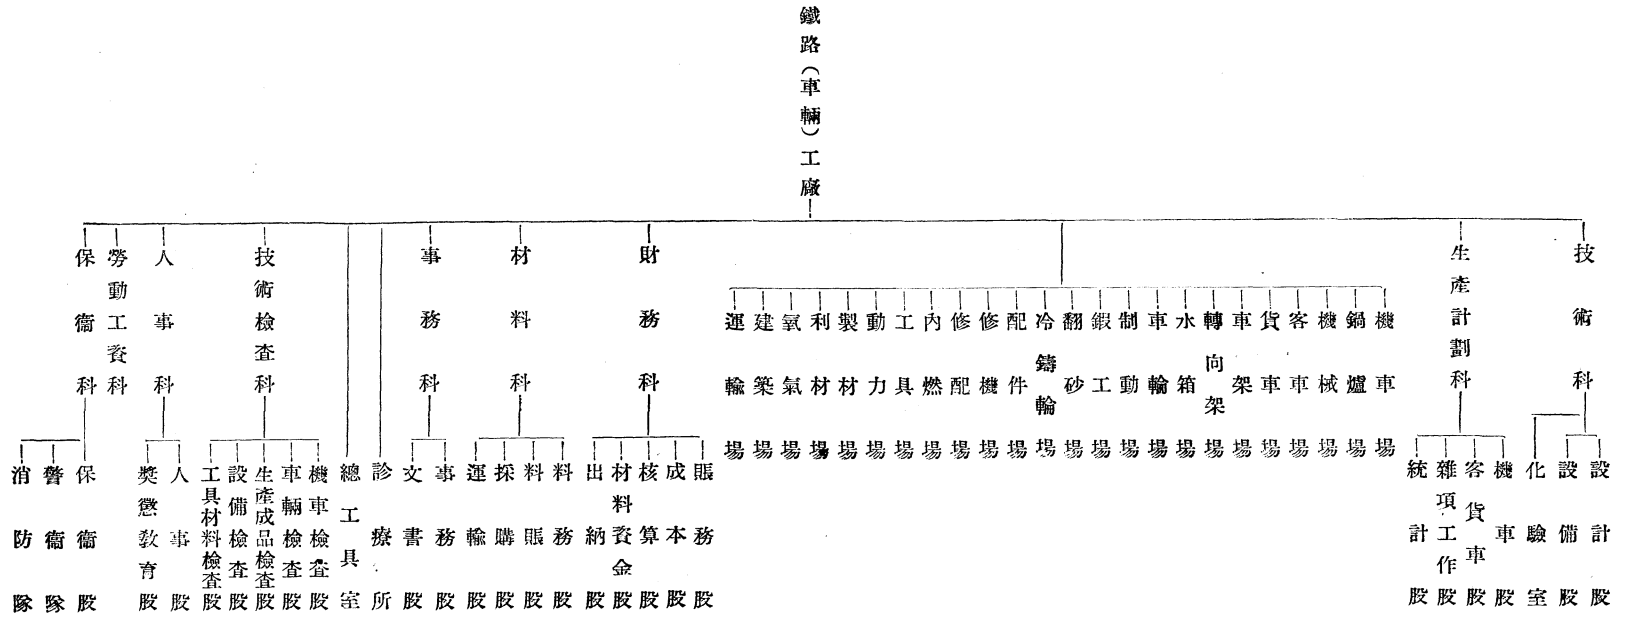 鐵路(車輛)工廠
技術科
生產計劃科
財務科
材料科
事務科
技術檢查科
人事科
勞動工資科
保衞科
機車場
鍋爐場
機械場
客車場
貨車場
車架場
轉向架場
水箱場
車輪場
制動場
鍛工場
翻砂場
冷鑄輪場
配件場
修機場
修配場
內燃場
工具場
動力場
製材場
利材場
氧氣場
建築場
運輸場
設計股
設備股
化驗室
機車股
客貨車股
雜項工作股
統計股
賬務股
成本股
核算股
材料資金股
出納股
料務股
料賬股
採購股
運輸股
事務股
文書股
診療所
總工具室
機車檢查股
車輛檢查股
生產成品檢查股
設備檢查股
工具材料檢查股
人事股
獎懲教育股
保衞股
警衞隊
消防隊